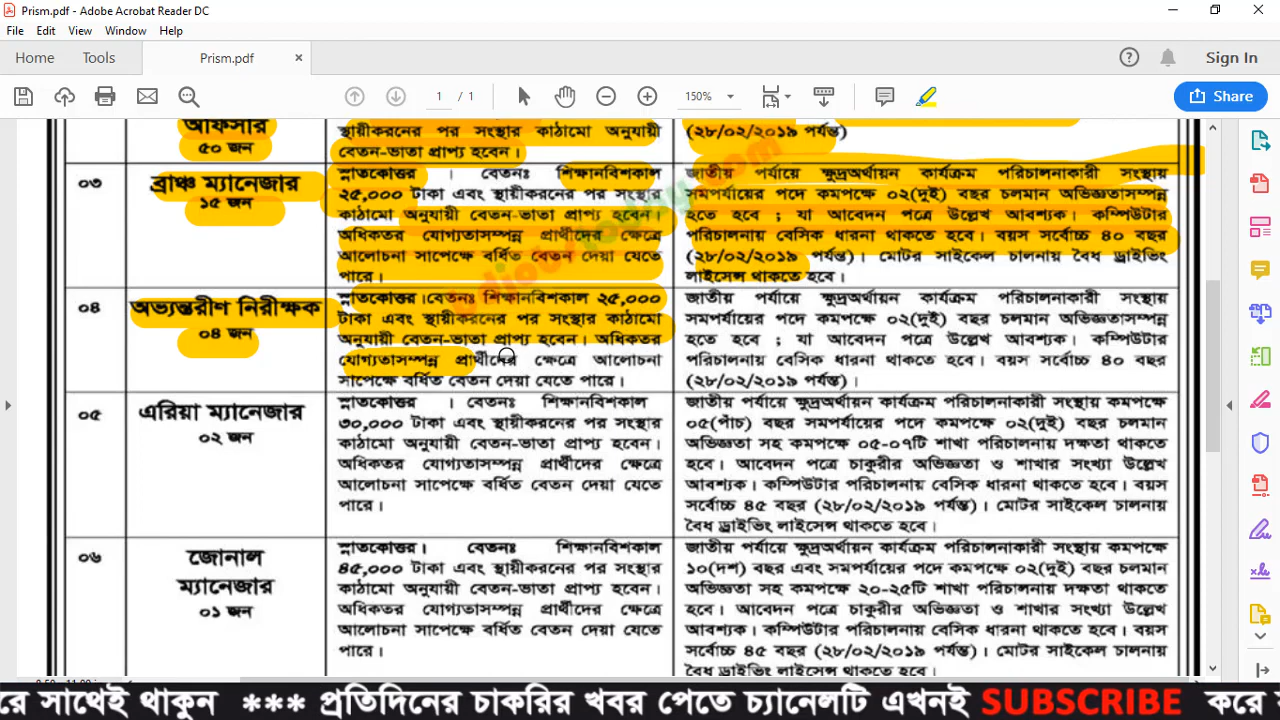 Prism.pdf - Adobe Acrobat Reader DC
File Edit View Window Help
Home Tools Prism.pdf × Sign In
1 / 1 150% Share
আফসার
৫০ জন
স্থায়ীকরনের পর সংস্থার কাঠামো অনুযায়ী
বেতন-ভাতা প্রাপ্য হবেন।
(২৮/০২/২০১৯ পর্যন্ত)
০৩
ব্রাঞ্চ ম্যানেজার
১৫ জন
স্নাতকোত্তর । বেতনঃ শিক্ষানবিশকাল
২৫,০০০ টাকা এবং স্থায়ীকরনের পর সংস্থার
কাঠামো অনুযায়ী বেতন-ভাতা প্রাপ্য হবেন।
অধিকতর যোগ্যতাসম্পন্ন প্রার্থীদের ক্ষেত্রে
আলোচনা সাপেক্ষে বর্ধিত বেতন দেয়া যেতে
পারে।
জাতীয় পর্যায়ে ক্ষুদ্রঅর্থায়ন কার্যক্রম পরিচালনাকারী সংস্থায়
সমপর্যায়ের পদে কমপক্ষে ০২(দুই) বছর চলমান অভিজ্ঞতাসম্পন্ন
হতে হবে ; যা আবেদন পত্রে উল্লেখ আবশ্যক। কম্পিউটার
পরিচালনায় বেসিক ধারনা থাকতে হবে। বয়স সর্বোচ্চ ৪০ বছর
(২৮/০২/২০১৯ পর্যন্ত)। মোটর সাইকেল চালনায় বৈধ ড্রাইভিং
লাইসেন্স থাকতে হবে।
০৪
অভ্যন্তরীণ নিরীক্ষক
০৪ জন
স্নাতকোত্তর।বেতনঃ শিক্ষানবিশকাল ২৫,০০০
টাকা এবং স্থায়ীকরনের পর সংস্থার কাঠামো
অনুযায়ী বেতন-ভাতা প্রাপ্য হবেন। অধিকতর
যোগ্যতাসম্পন্ন প্রার্থীদের ক্ষেত্রে আলোচনা
সাপেক্ষে বর্ধিত বেতন দেয়া যেতে পারে।
জাতীয় পর্যায়ে ক্ষুদ্রঅর্থায়ন কার্যক্রম পরিচালনাকারী সংস্থায়
সমপর্যায়ের পদে কমপক্ষে ০২(দুই) বছর চলমান অভিজ্ঞতাসম্পন্ন
হতে হবে ; যা আবেদন পত্রে উল্লেখ আবশ্যক। কম্পিউটার
পরিচালনায় বেসিক ধারনা থাকতে হবে। বয়স সর্বোচ্চ ৪০ বছর
(২৮/০২/২০১৯ পর্যন্ত)।
০৫
এরিয়া ম্যানেজার
০২ জন
স্নাতকোত্তর । বেতনঃ শিক্ষানবিশকাল
৩০,০০০ টাকা এবং স্থায়ীকরনের পর সংস্থার
কাঠামো অনুযায়ী বেতন-ভাতা প্রাপ্য হবেন।
অধিকতর যোগ্যতাসম্পন্ন প্রার্থীদের ক্ষেত্রে
আলোচনা সাপেক্ষে বর্ধিত বেতন দেয়া যেতে
পারে।
জাতীয় পর্যায়ে ক্ষুদ্রঅর্থায়ন কার্যক্রম পরিচালনাকারী সংস্থায় কমপক্ষে
০৫(পাঁচ) বছর সমপর্যায়ের পদে কমপক্ষে ০২(দুই) বছর চলমান
অভিজ্ঞতা সহ কমপক্ষে ০৫-০৭টি শাখা পরিচালনায় দক্ষতা থাকতে
হবে। আবেদন পত্রে চাকুরীর অভিজ্ঞতা ও শাখার সংখ্যা উল্লেখ
আবশ্যক। কম্পিউটার পরিচালনায় বেসিক ধারনা থাকতে হবে। বয়স
সর্বোচ্চ ৪৫ বছর (২৮/০২/২০১৯ পর্যন্ত)। মোটর সাইকেল চালনায়
বৈধ ড্রাইভিং লাইসেন্স থাকতে হবে।
০৬
জোনাল
ম্যানেজার
০১ জন
স্নাতকোত্তর। বেতনঃ শিক্ষানবিশকাল
৪৫,০০০ টাকা এবং স্থায়ীকরনের পর সংস্থার
কাঠামো অনুযায়ী বেতন-ভাতা প্রাপ্য হবেন।
অধিকতর যোগ্যতাসম্পন্ন প্রার্থীদের ক্ষেত্রে
আলোচনা সাপেক্ষে বর্ধিত বেতন দেয়া যেতে
পারে।
জাতীয় পর্যায়ে ক্ষুদ্রঅর্থায়ন কার্যক্রম পরিচালনাকারী সংস্থায় কমপক্ষে
১০(দশ) বছর এবং সমপর্যায়ের পদে কমপক্ষে ০২(দুই) বছর চলমান
অভিজ্ঞতা সহ কমপক্ষে ২০-২৫টি শাখা পরিচালনায় দক্ষতা থাকতে
হবে। আবেদন পত্রে চাকুরীর অভিজ্ঞতা ও শাখার সংখ্যা উল্লেখ
আবশ্যক। কম্পিউটার পরিচালনায় বেসিক ধারনা থাকতে হবে। বয়স
সর্বোচ্চ ৪৫ বছর (২৮/০২/২০১৯ পর্যন্ত)। মোটর সাইকেল চালনায়
বৈধ ড্রাইভিং লাইসেন্স থাকতে হবে।
রে সাথেই থাকুন *** প্রতিদিনের চাকরির খবর পেতে চ্যানেলটি এখনই SUBSCRIBE করে